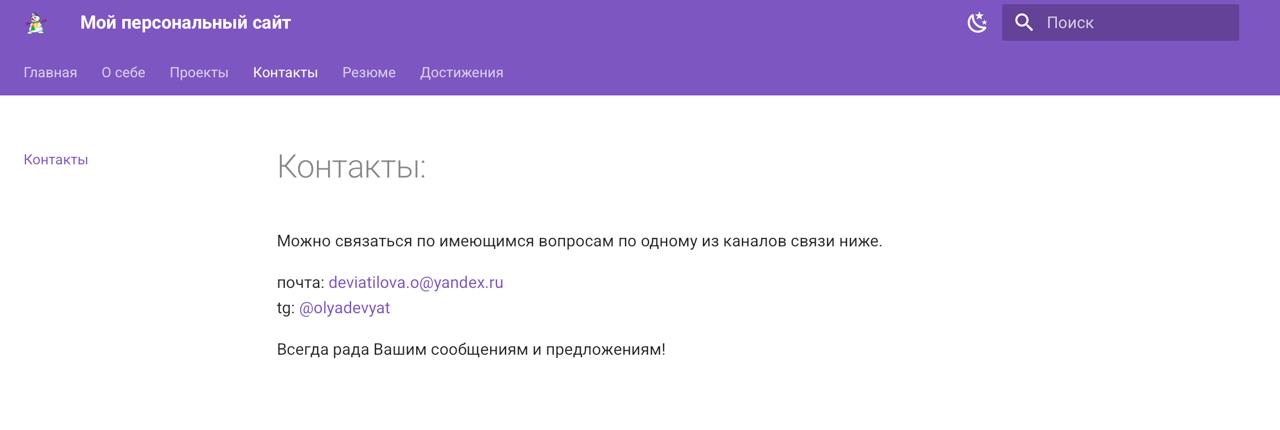 Мой персональный сайт
Поиск
Главная О себе Проекты Контакты Резюме Достижения
Контакты
Контакты:
Можно связаться по имеющимся вопросам по одному из каналов связи ниже.
почта: deviatilova.o@yandex.ru
tg: @olyadevyat
Всегда рада Вашим сообщениям и предложениям!